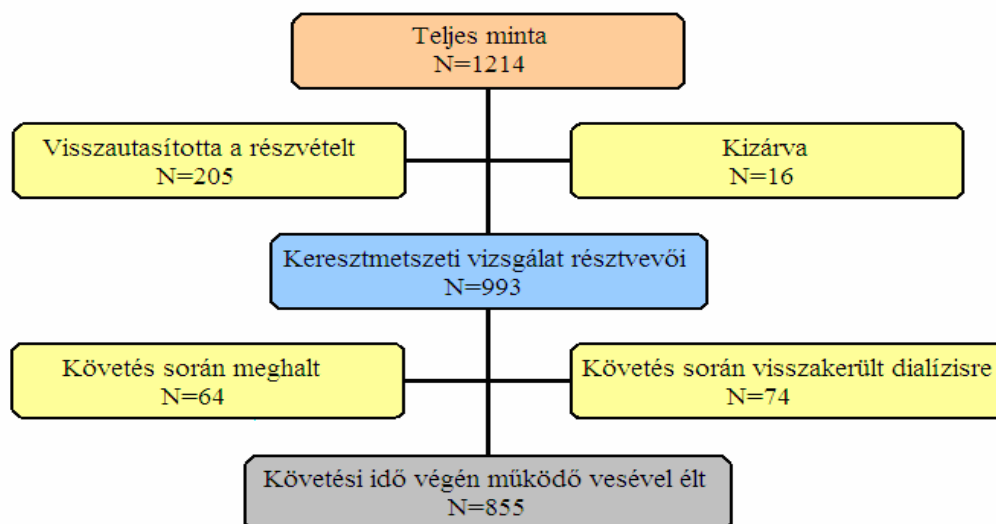 Teljes minta
N=1214
Visszautasította a részvételt
N=205
Kizárva
N=16
Keresztmetszeti vizsgálat résztvevői
N=993
Követés során meghalt
N=64
Követés során visszakerült dialízisre
N=74
Követési idő végén működő vesével élt
N=855